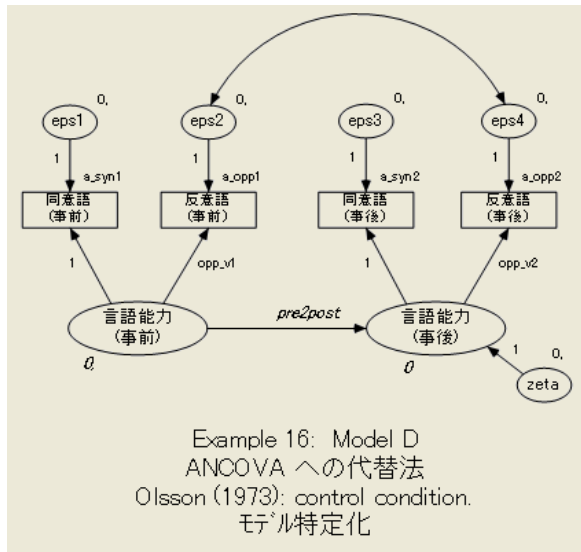 0,
0,
0,
0,
eps1
eps2
eps3
eps4
1
1
1
1
a_syn1
a_opp1
a_syn2
a_opp2
同意語
(事前)
反意語
(事前)
同意語
(事後)
反意語
(事後)
1
opp_v1
1
opp_v2
言語能力
(事前)
pre2post
言語能力
(事後)
0,
0
1
0,
zeta
Example 16: Model D
ANCOVA への代替法
Olsson (1973): control condition.
モデル特定化